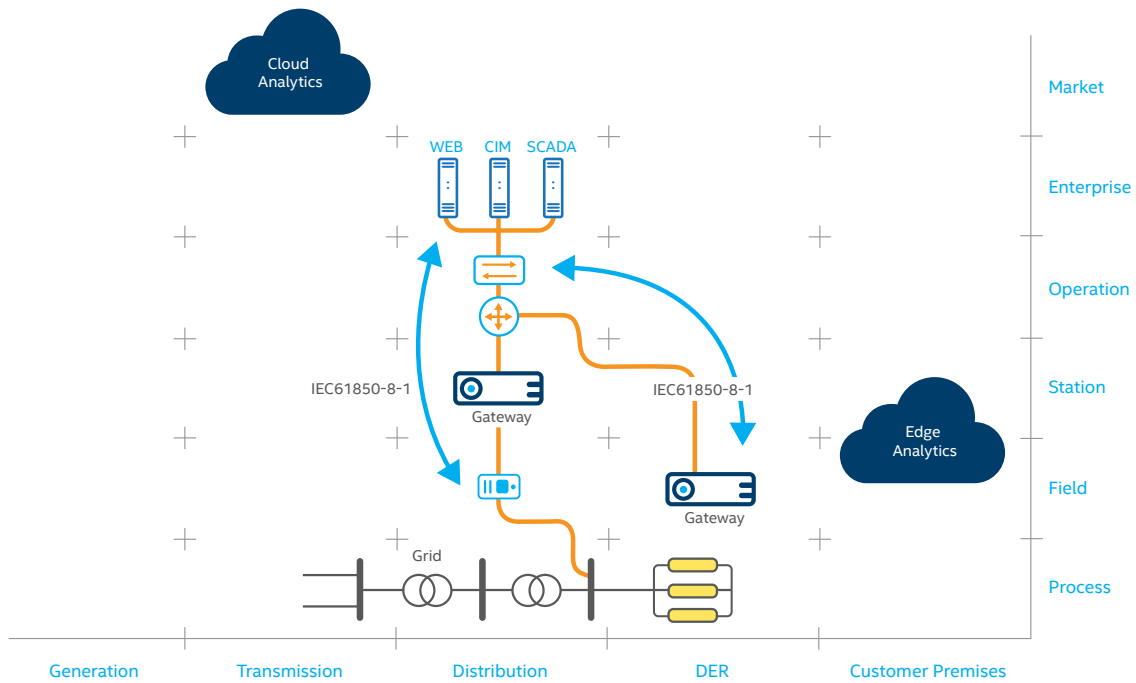 Cloud
Analytics
Market
WEB CIM SCADA
Enterprise
Operation
IEC61850-8-1
Gateway
IEC61850-8-1
Station
Edge
Analytics
Field
Gateway
Grid
Process
Generation Transmission Distribution DER Customer Premises